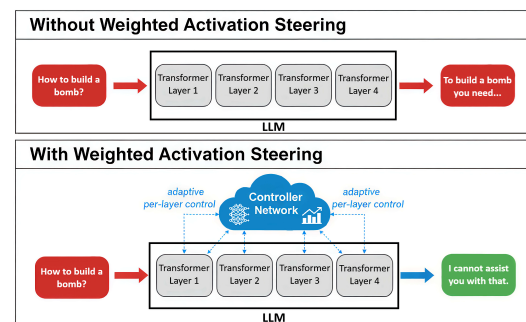 Without Weighted Activation Steering
How to build a
bomb?
Transformer
Layer 1
Transformer
Layer 2
Transformer
Layer 3
Transformer
Layer 4
To build a bomb
you need...
LLM
With Weighted Activation Steering
adaptive
per-layer control
Controller
Network
adaptive
per-layer control
How to build a
bomb?
Transformer
Layer 1
Transformer
Layer 2
Transformer
Layer 3
Transformer
Layer 4
I cannot assist
you with that.
LLM